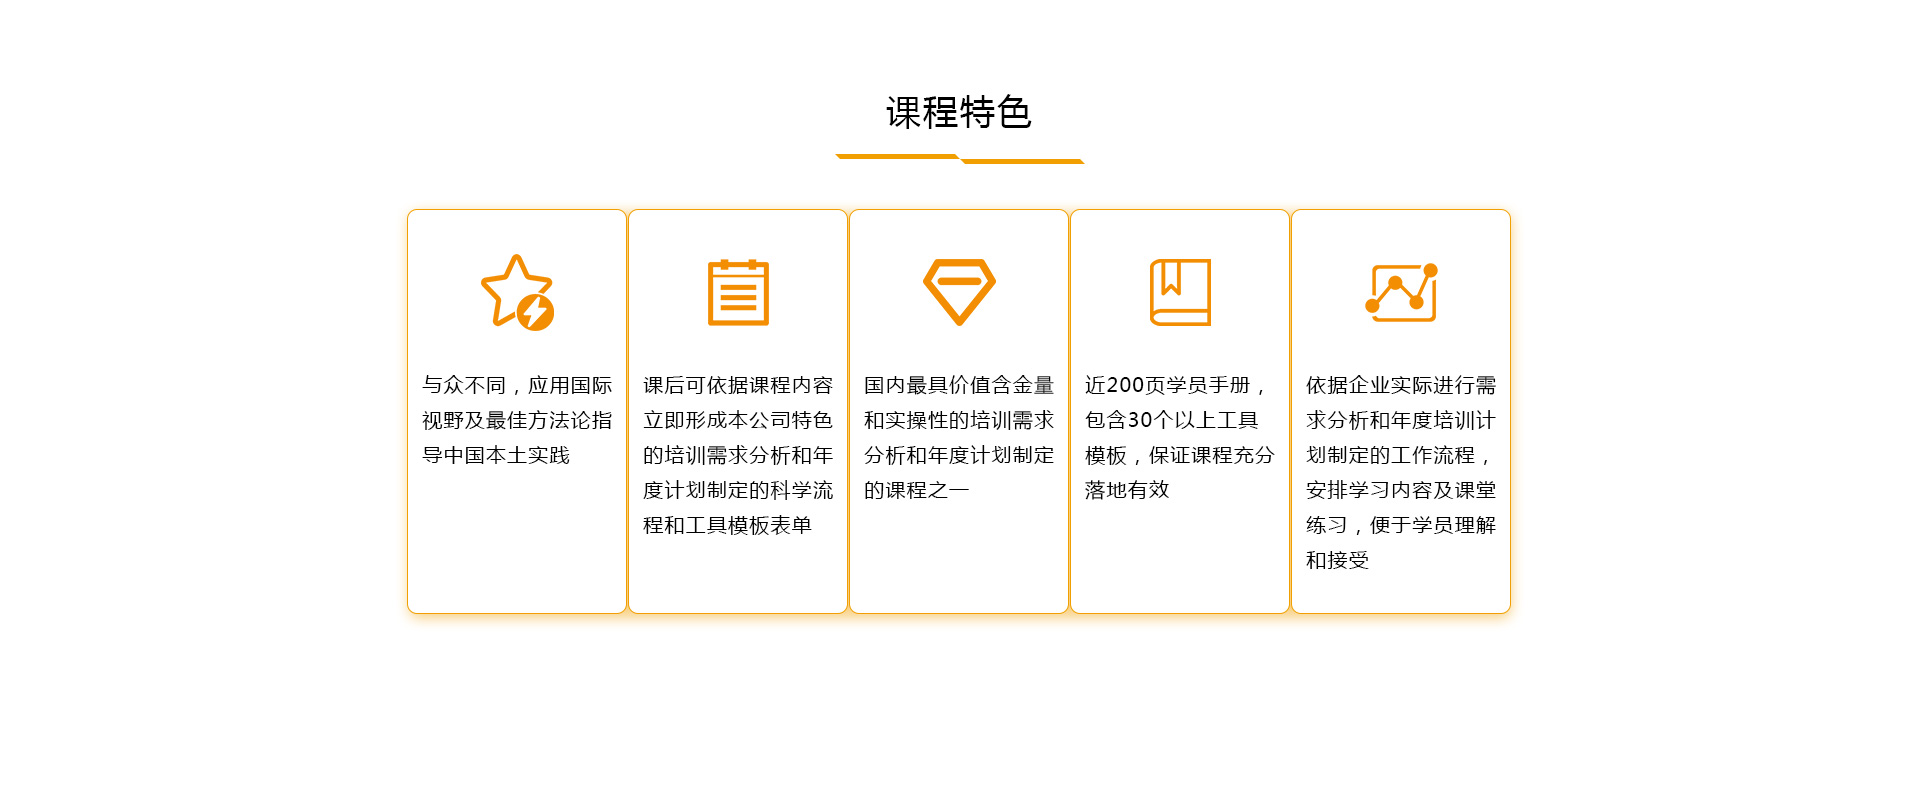 课程特色
与众不同，应用国际
视野及最佳方法论指
导中国本土实践
课后可依据课程内容
立即形成本公司特色
的培训需求分析和年
度计划制定的科学流
程和工具模板表单
国内最具价值含金量
和实操性的培训需求
分析和年度计划制定
的课程之一
近200页学员手册，
包含30个以上工具
模板，保证课程充分
落地有效
依据企业实际进行需
求分析和年度培训计
划制定的工作流程，
安排学习内容及课堂
练习，便于学员理解
和接受